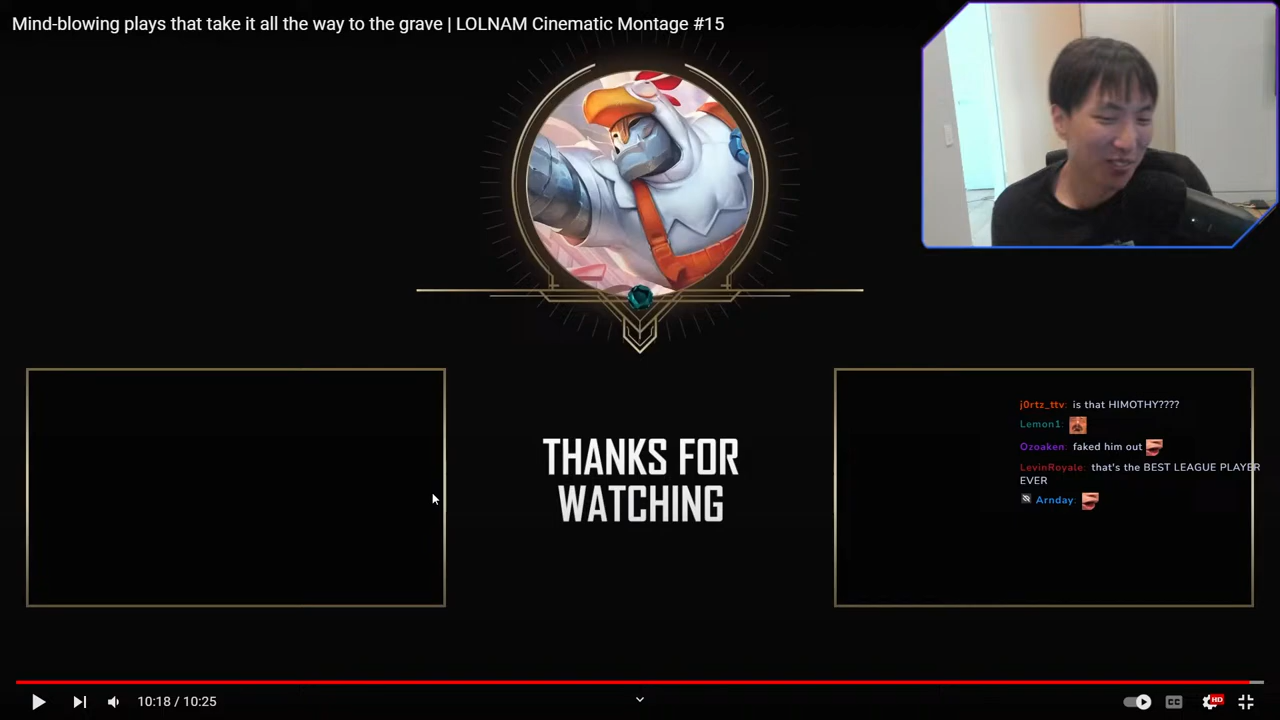 Mind-blowing plays that take it all the way to the grave | LOLNAM Cinematic Montage #15
THANKS FOR
WATCHING
j0rtz_ttv: is that HIMOTHY????
Lemon1:
Ozoaken: faked him out
LevinRoyale: that's the BEST LEAGUE PLAYER
EVER
Arnday:
10:18 / 10:25
CC
HD